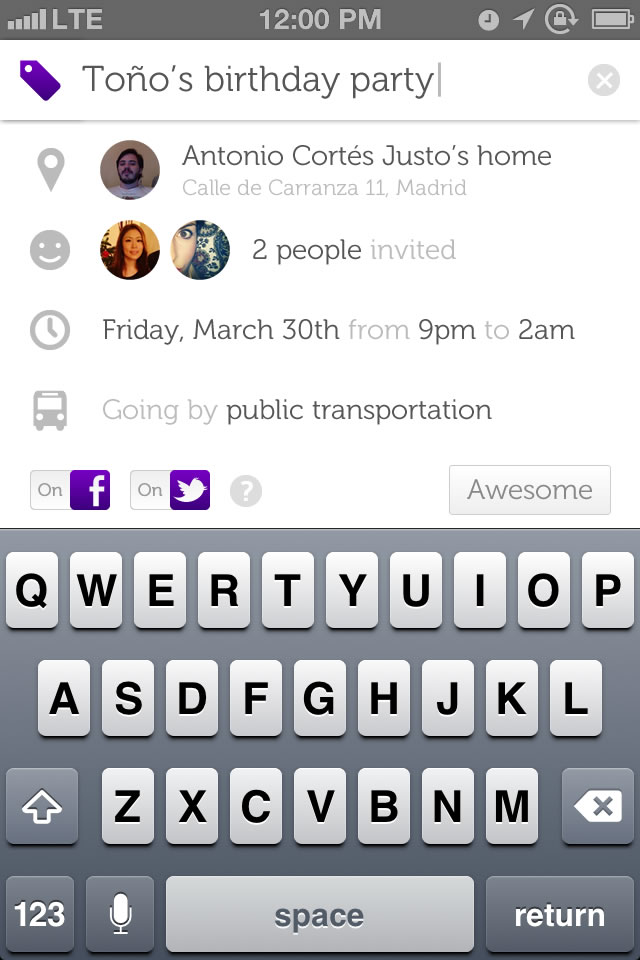 LTE 12:00 PM
Toño’s birthday party
Antonio Cortés Justo’s home
Calle de Carranza 11, Madrid
2 people invited
Friday, March 30th from 9pm to 2am
Going by public transportation
On f On ? Awesome
Q W E R T Y U I O P
A S D F G H J K L
Z X C V B N M
123 space return